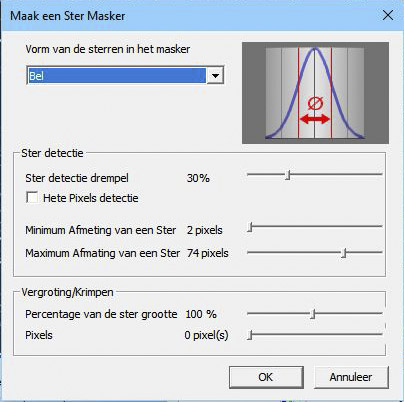 Maak een Ster Masker
Vorm van de sterren in het masker
Bel
Ø
Ster detectie
Ster detectie drempel 30%
Hete Pixels detectie
Minimum Afmeting van een Ster 2 pixels
Maximum Afmating van een Ster 74 pixels
Vergroting/Krimpen
Percentage van de ster grootte 100 %
Pixels 0 pixel(s)
OK Annuleer